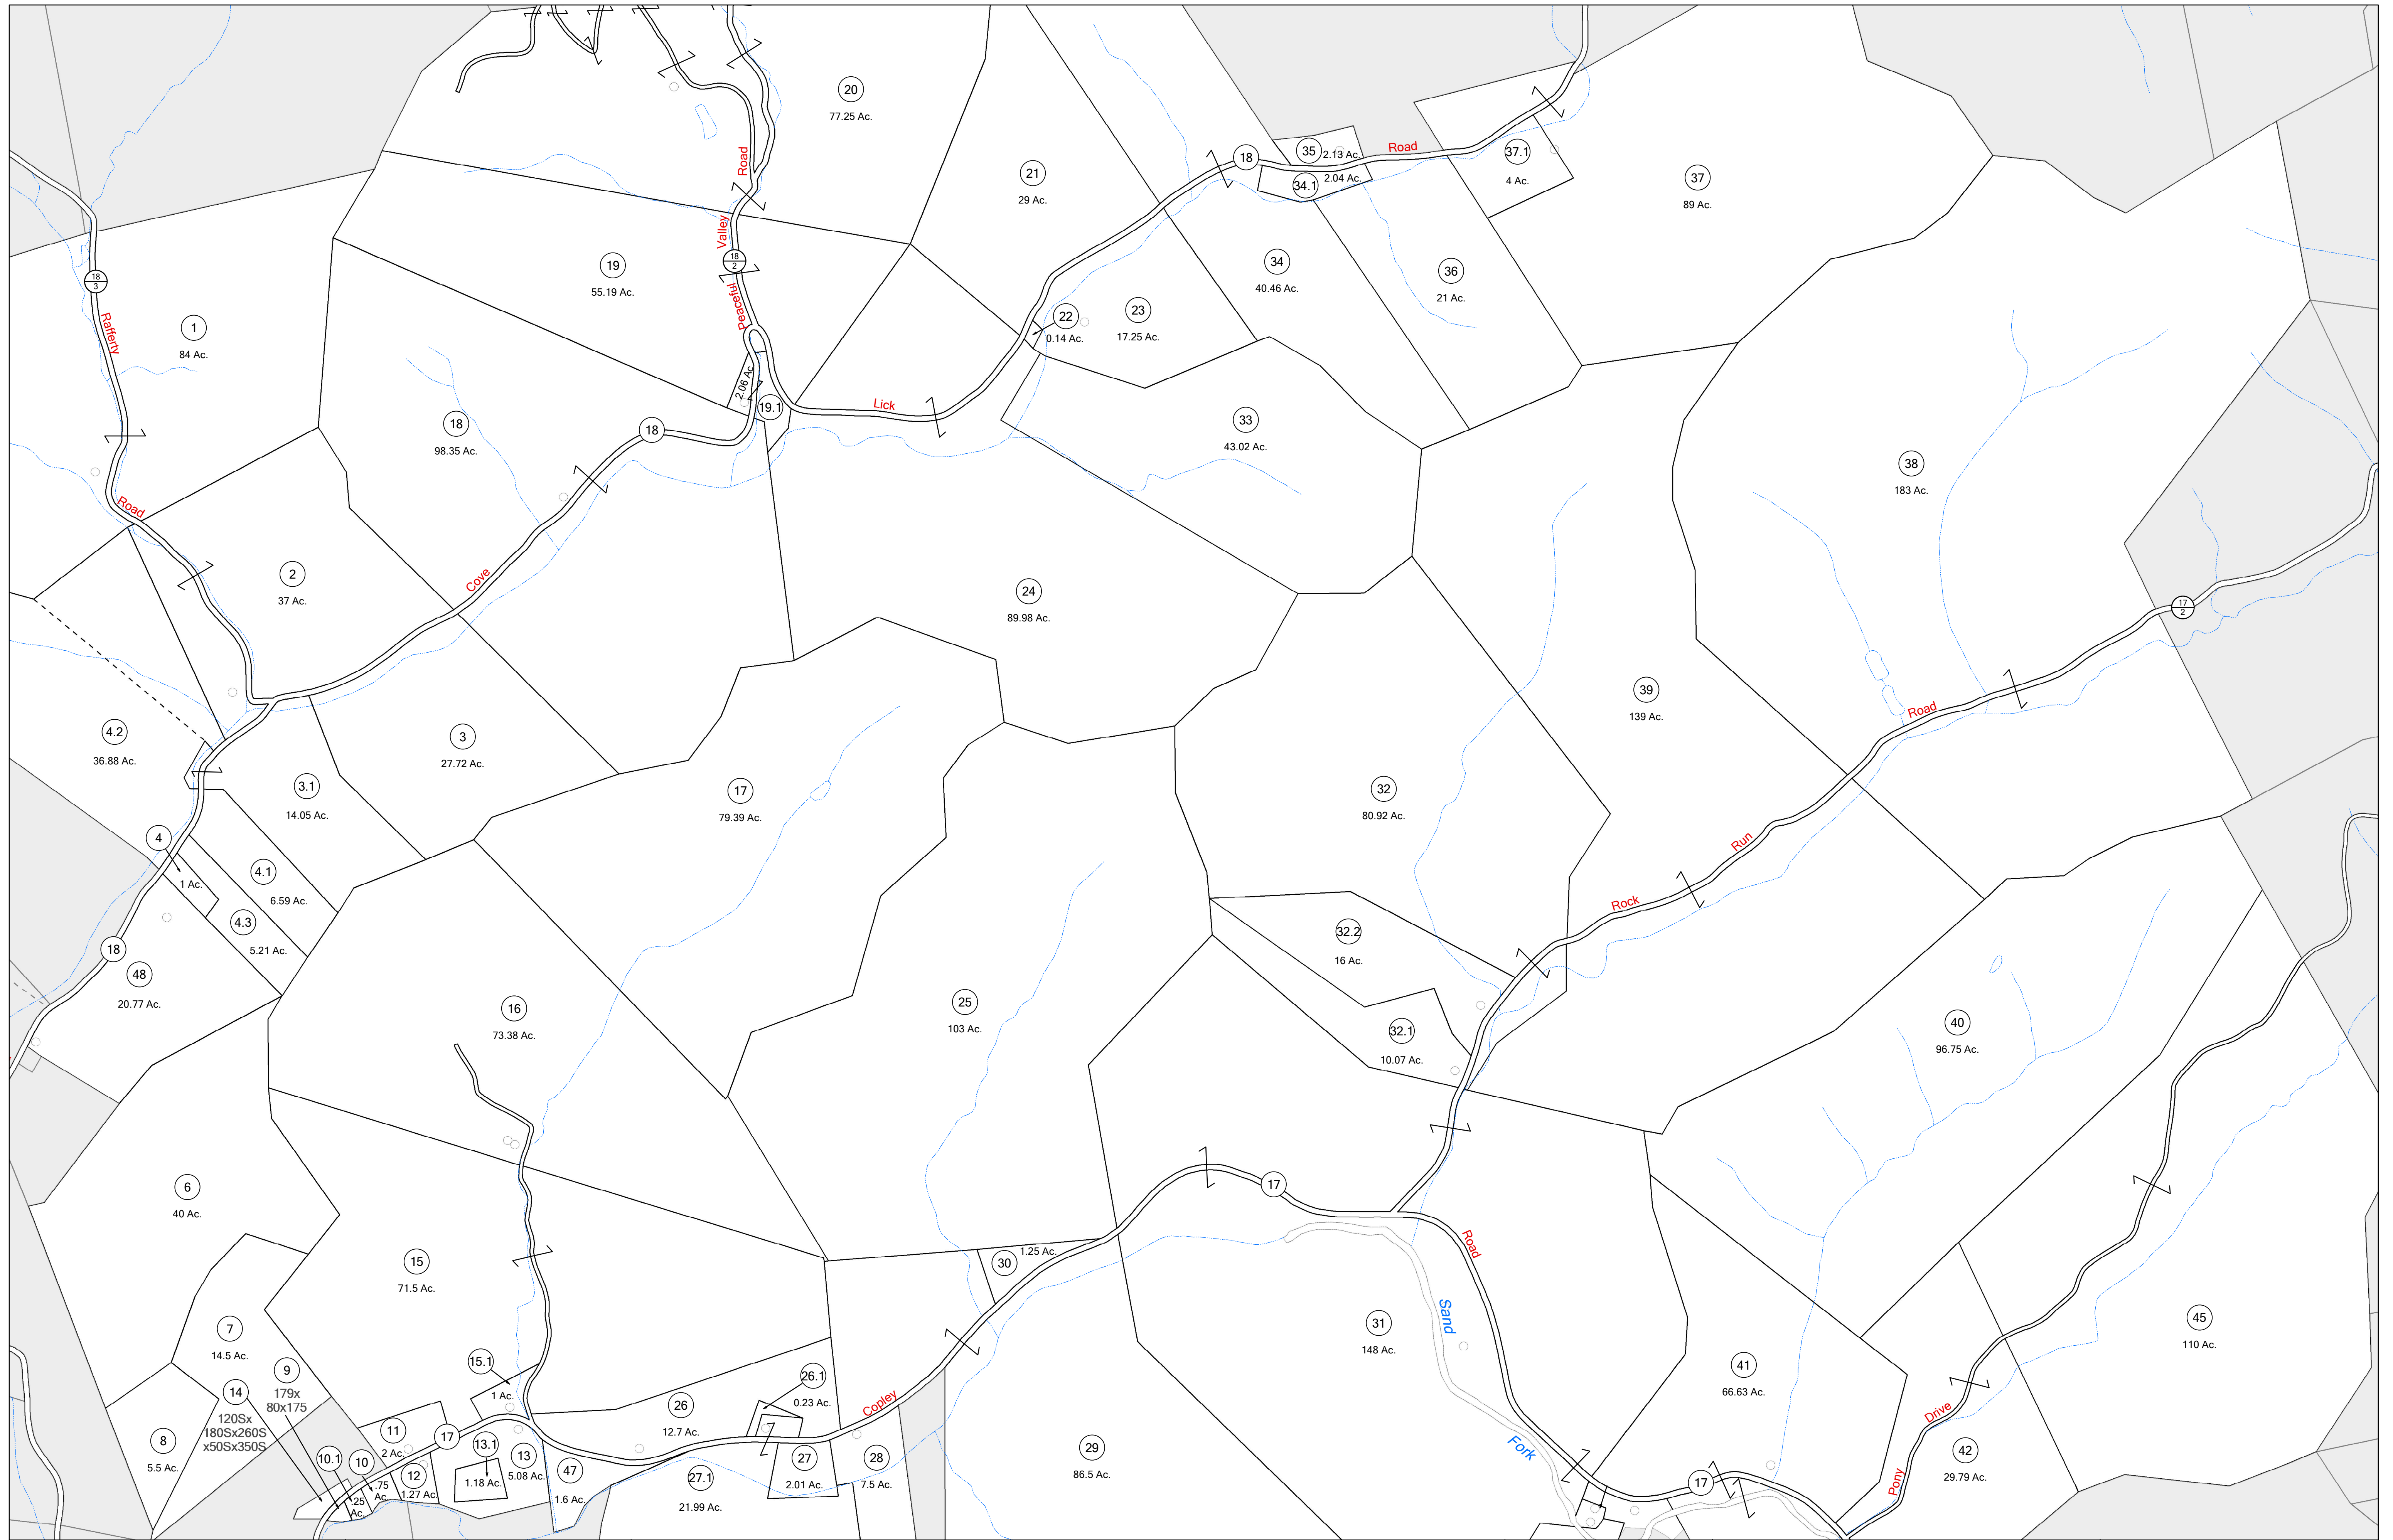 20
77.25 Ac.
Road
Valley
18
2
Peaceful
21
29 Ac.
18
35
2.13 Ac.
34.1
2.04 Ac.
Road
37.1
4 Ac.
37
89 Ac.
34
40.46 Ac.
36
21 Ac.
19
55.19 Ac.
22
0.14 Ac.
23
17.25 Ac.
18
3
Rafferty
1
84 Ac.
2.06 Ac.
19.1
Lick
18
18
98.35 Ac.
33
43.02 Ac.
38
183 Ac.
Road
2
37 Ac.
Cove
24
89.98 Ac.
17
2
39
139 Ac.
Road
4.2
36.88 Ac.
3
27.72 Ac.
3.1
14.05 Ac.
17
79.39 Ac.
32
80.92 Ac.
Run
4
1 Ac.
4.1
6.59 Ac.
4.3
5.21 Ac.
Rock
32.2
16 Ac.
18
48
20.77 Ac.
16
73.38 Ac.
25
103 Ac.
32.1
10.07 Ac.
40
96.75 Ac.
6
40 Ac.
17
15
71.5 Ac.
30
1.25 Ac.
Road
Sand
31
148 Ac.
45
110 Ac.
7
14.5 Ac.
9
179x
80x175
14
120Sx
180Sx260S
x50Sx350S
15.1
1 Ac.
26.1
0.23 Ac.
26
12.7 Ac.
Copley
41
66.63 Ac.
8
5.5 Ac.
11
2 Ac.
17
10.1
.25
Ac.
10
.75
Ac.
12
1.27 Ac.
13.1
1.18 Ac.
13
5.08 Ac.
47
1.6 Ac.
27.1
21.99 Ac.
27
2.01 Ac.
28
7.5 Ac.
29
86.5 Ac.
Fork
17
Drive
Pony
42
29.79 Ac.